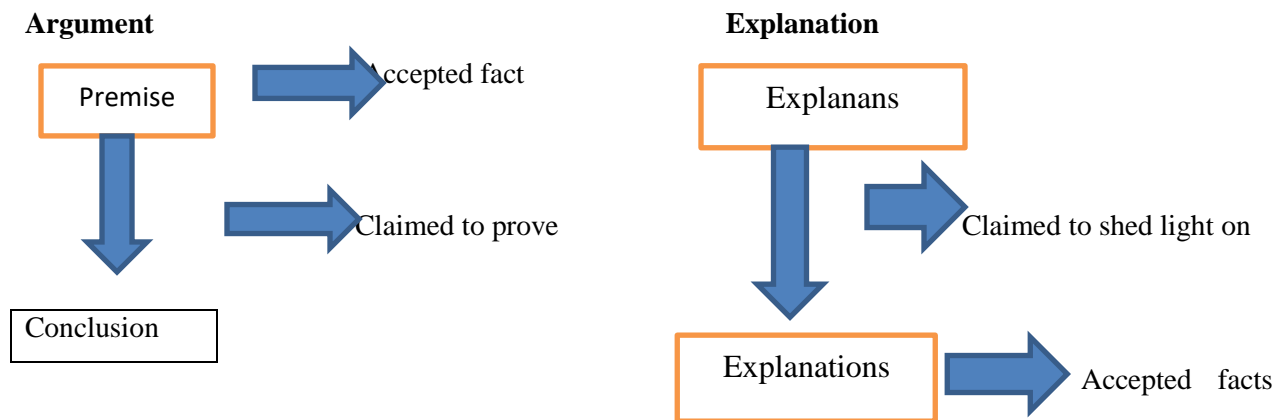 Argument
Premise
Accepted fact
Claimed to prove
Conclusion
Explanation
Explanans
Claimed to shed light on
Explanations
Accepted facts